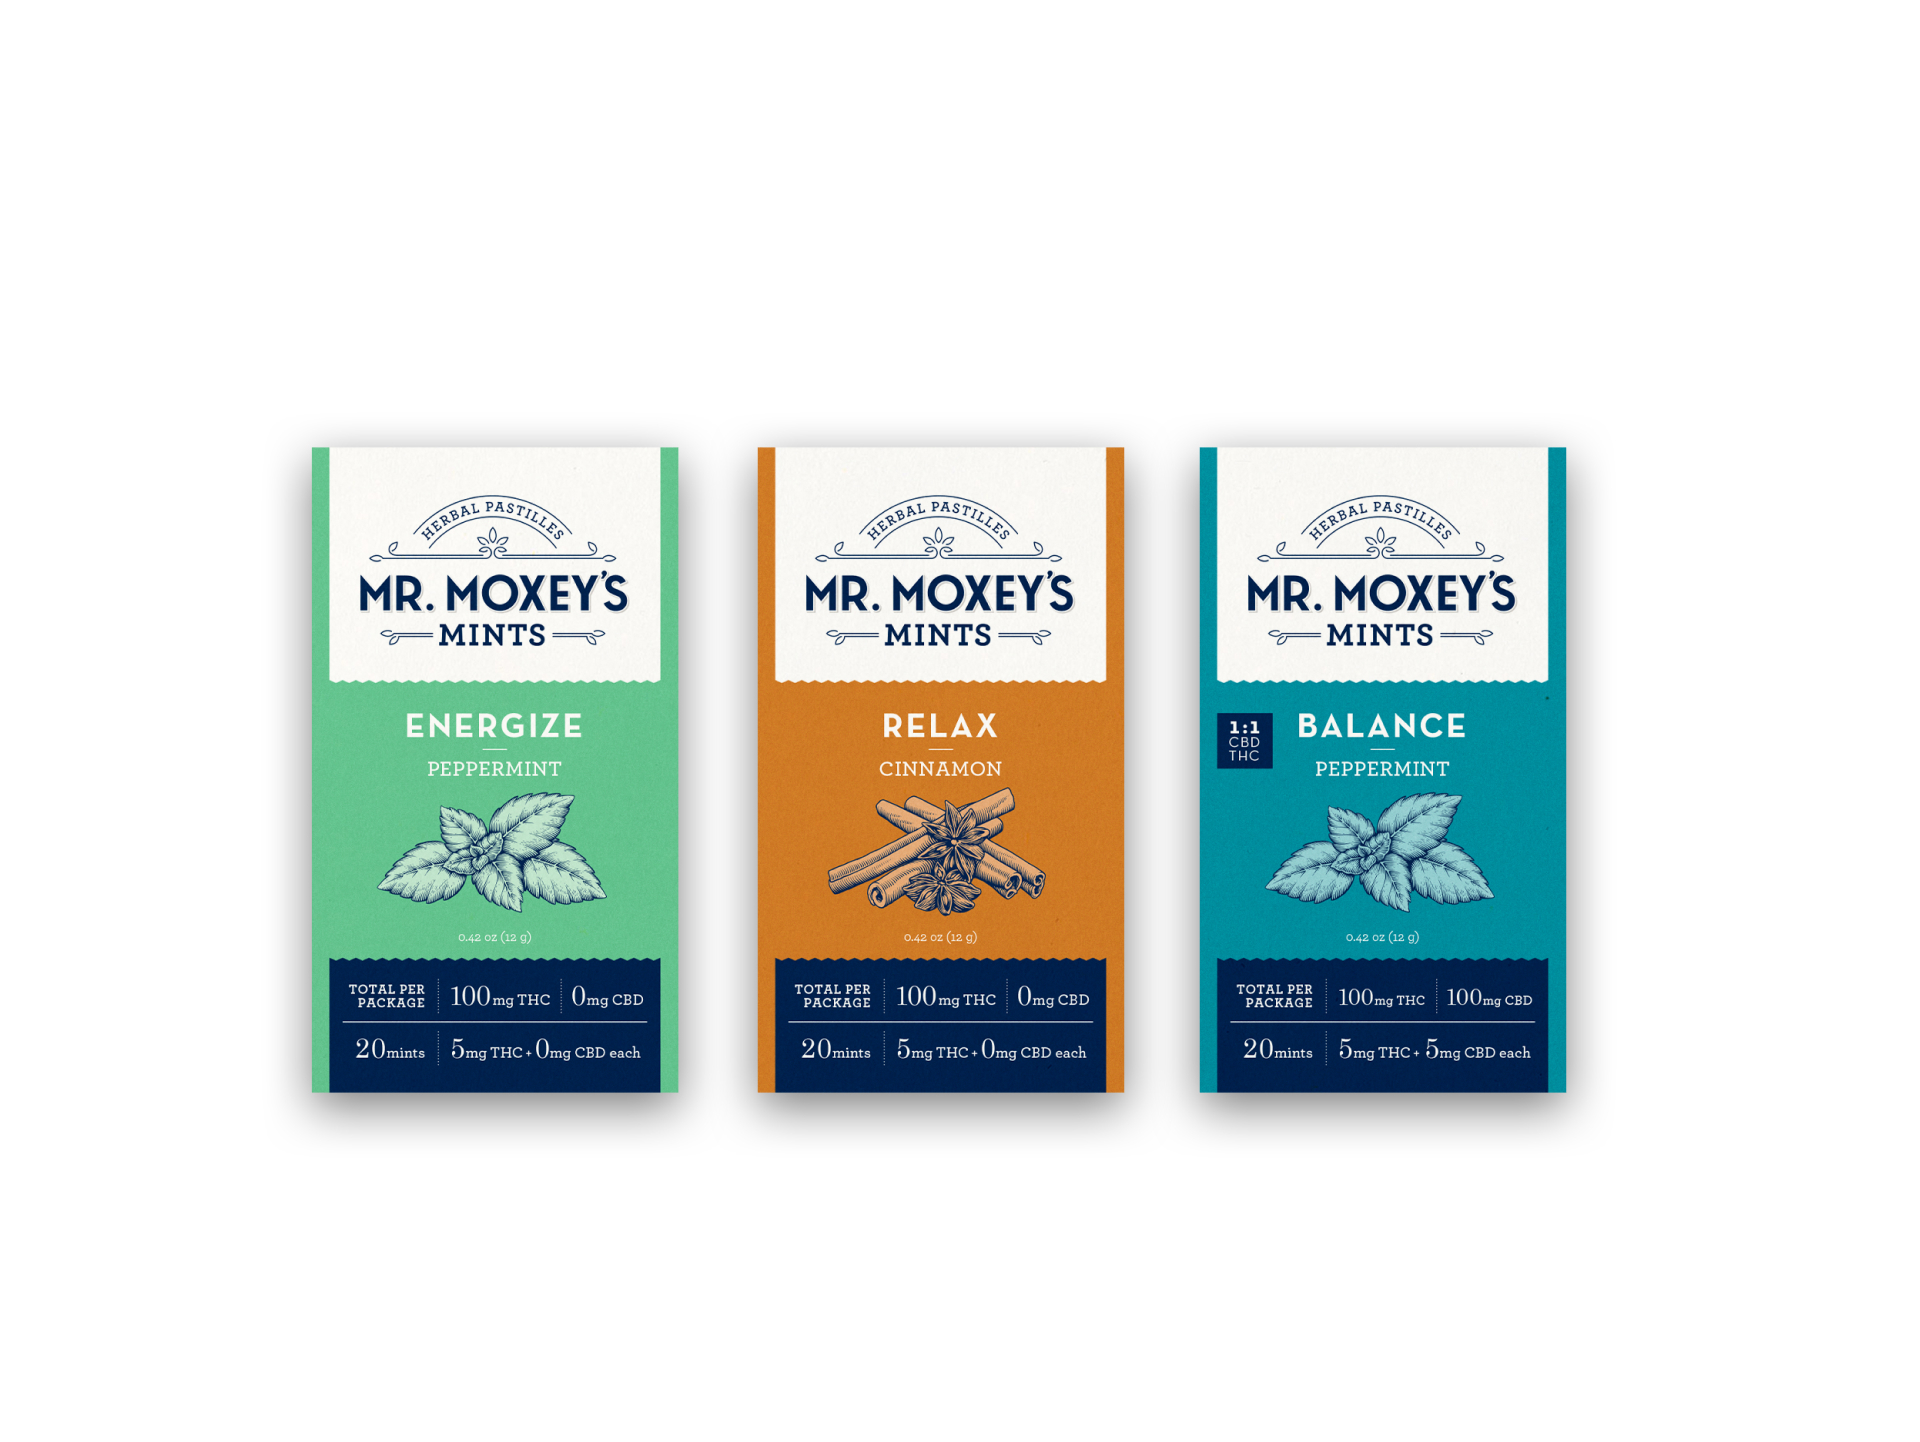 HERBAL PASTILLES
MR. MOXEY'S
MINTS
ENERGIZE
PEPPERMINT
0.42 oz (12 g)
TOTAL PER
PACKAGE
100mg THC
0mg CBD
20mints
5mg THC + 0mg CBD each
HERBAL PASTILLES
MR. MOXEY'S
MINTS
RELAX
CINNAMON
0.42 oz (12 g)
TOTAL PER
PACKAGE
100mg THC
0mg CBD
20mints
5mg THC + 0mg CBD each
HERBAL PASTILLES
MR. MOXEY'S
MINTS
1:1
CBD
THC
BALANCE
PEPPERMINT
0.42 oz (12 g)
TOTAL PER
PACKAGE
100mg THC
100mg CBD
20mints
5mg THC + 5mg CBD each